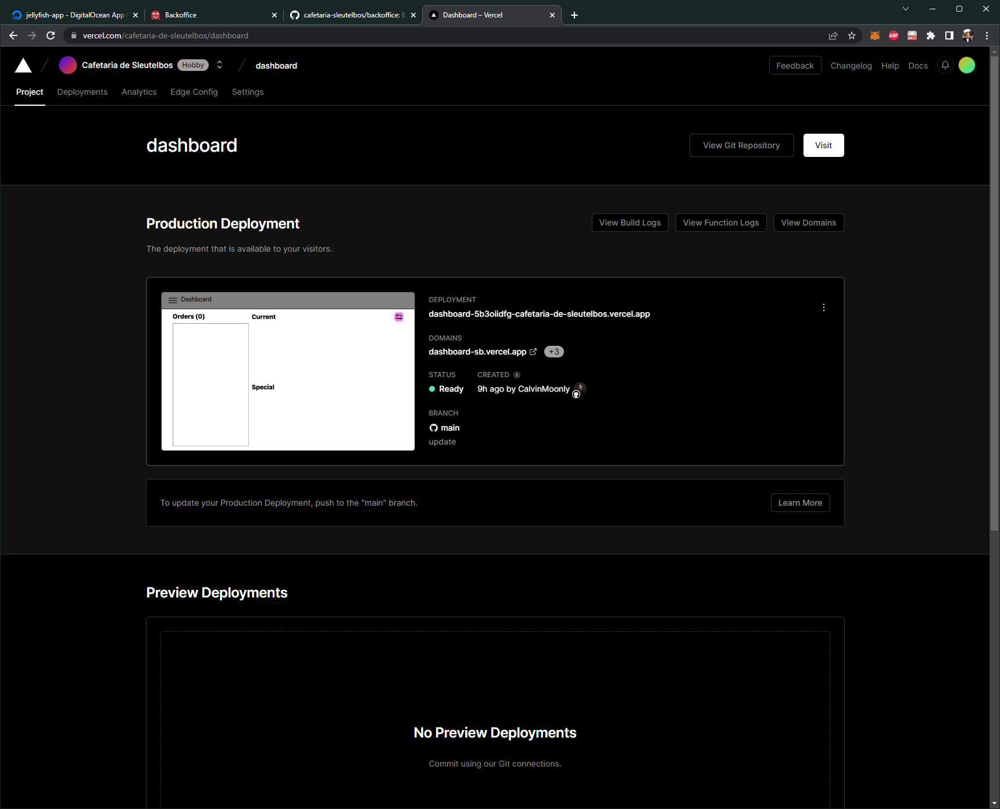 jellyfish-app - DigitalOcean App
Backoffice
cafetaria-sleutelbos/backoffice: B
Dashboard – Vercel
vercel.com/cafetaria-de-sleutelbos/dashboard
ABP
LOGIN
Cafetaria de Sleutelbos
Hobby
dashboard
Feedback
Changelog
Help
Docs
Project
Deployments
Analytics
Edge Config
Settings
dashboard
View Git Repository
Visit
Production Deployment
View Build Logs
View Function Logs
View Domains
The deployment that is available to your visitors.
Dashboard
Orders (0)
Current
Special
DEPLOYMENT
dashboard-5b3oiidfg-cafetaria-de-sleutelbos.vercel.app
DOMAINS
dashboard-sb.vercel.app
+3
STATUS
CREATED
Ready
9h ago by CalvinMoonly
BRANCH
main
update
To update your Production Deployment, push to the "main" branch.
Learn More
Preview Deployments
No Preview Deployments
Commit using our Git connections.